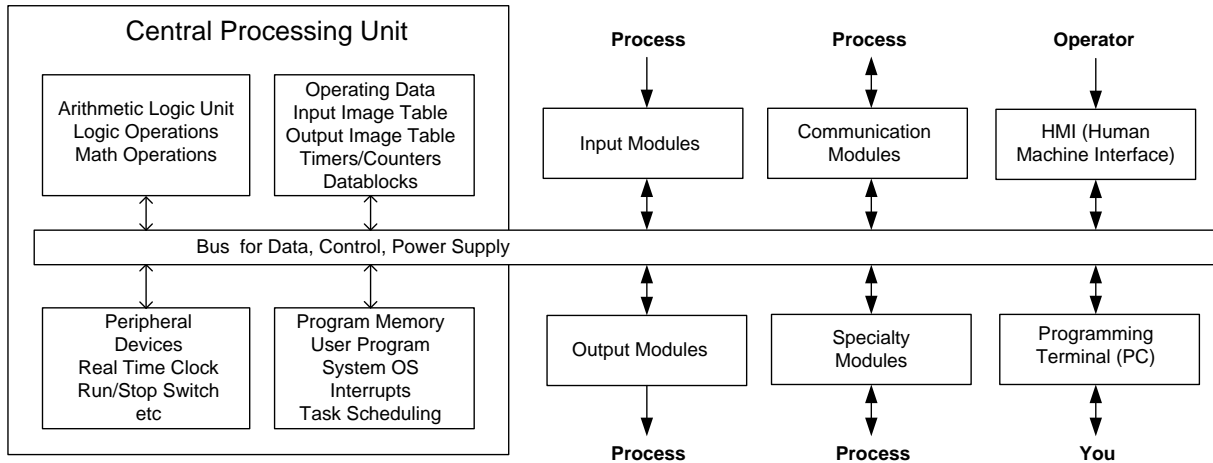 Central Processing Unit
Arithmetic Logic Unit
Logic Operations
Math Operations
Operating Data
Input Image Table
Output Image Table
Timers/Counters
Datablocks
Process
Process
Operator
Input Modules
Communication
Modules
HMI (Human
Machine Interface)
Bus for Data, Control, Power Supply
Peripheral
Devices
Real Time Clock
Run/Stop Switch
etc
Program Memory
User Program
System OS
Interrupts
Task Scheduling
Output Modules
Specialty
Modules
Programming
Terminal (PC)
Process
Process
You